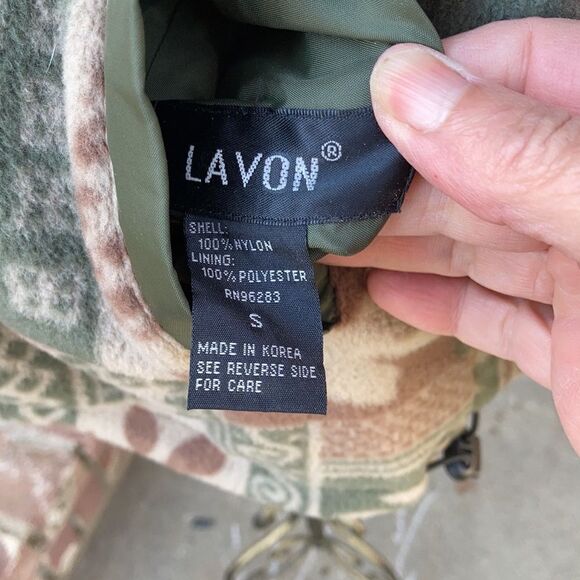 LAVON®
SHELL:
100% NYLON
LINING:
100% POLYESTER
RN96283
S
MADE IN KOREA
SEE REVERSE SIDE
FOR CARE